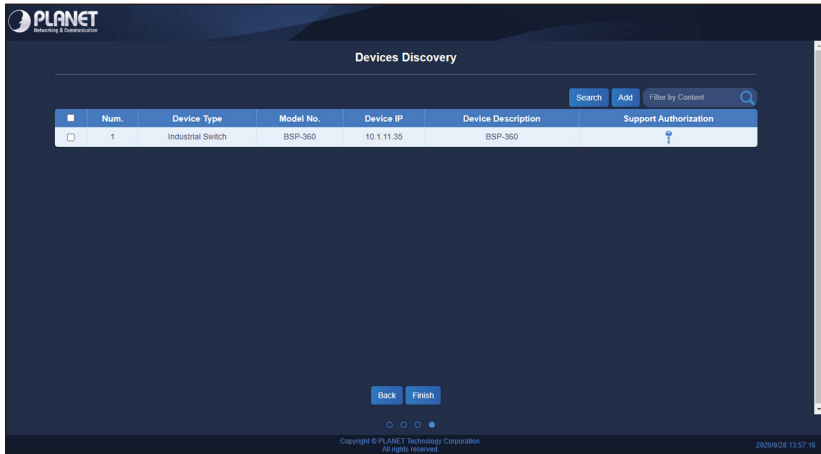 PLANET
Networking & Communication
Devices Discovery
Search Add Filter by Content
Num. Device Type Model No. Device IP Device Description Support Authorization
1 Industrial Switch BSP-360 10.1.11.35 BSP-360
Back Finish
Copyright © PLANET Technology Corporation.
All rights reserved.
2020/9/28 13:57:16